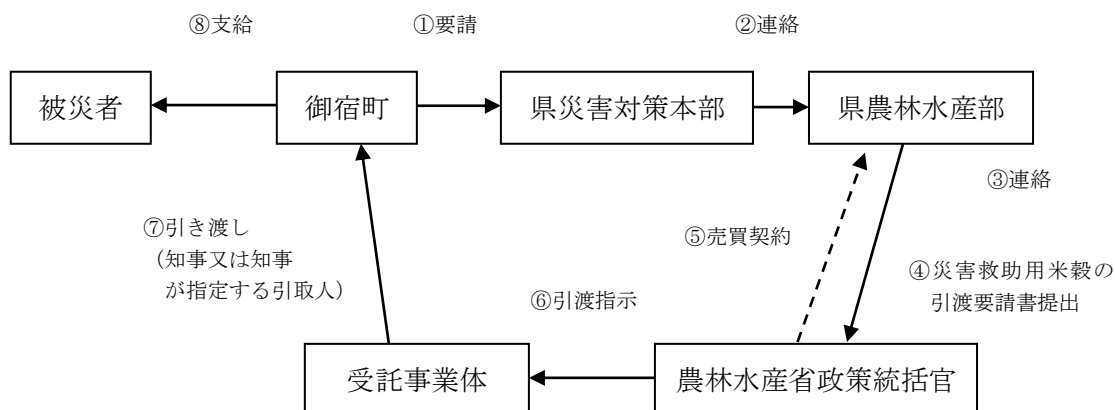 ⑧支給
①要請
②連絡
被災者
御宿町
県災害対策本部
県農林水産部
③連絡
⑦引き渡し
（知事又は知事
が指定する引取人）
⑤売買契約
④災害救助用米穀の
引渡要請書提出
⑥引渡指示
受託事業体
農林水産省政策統括官